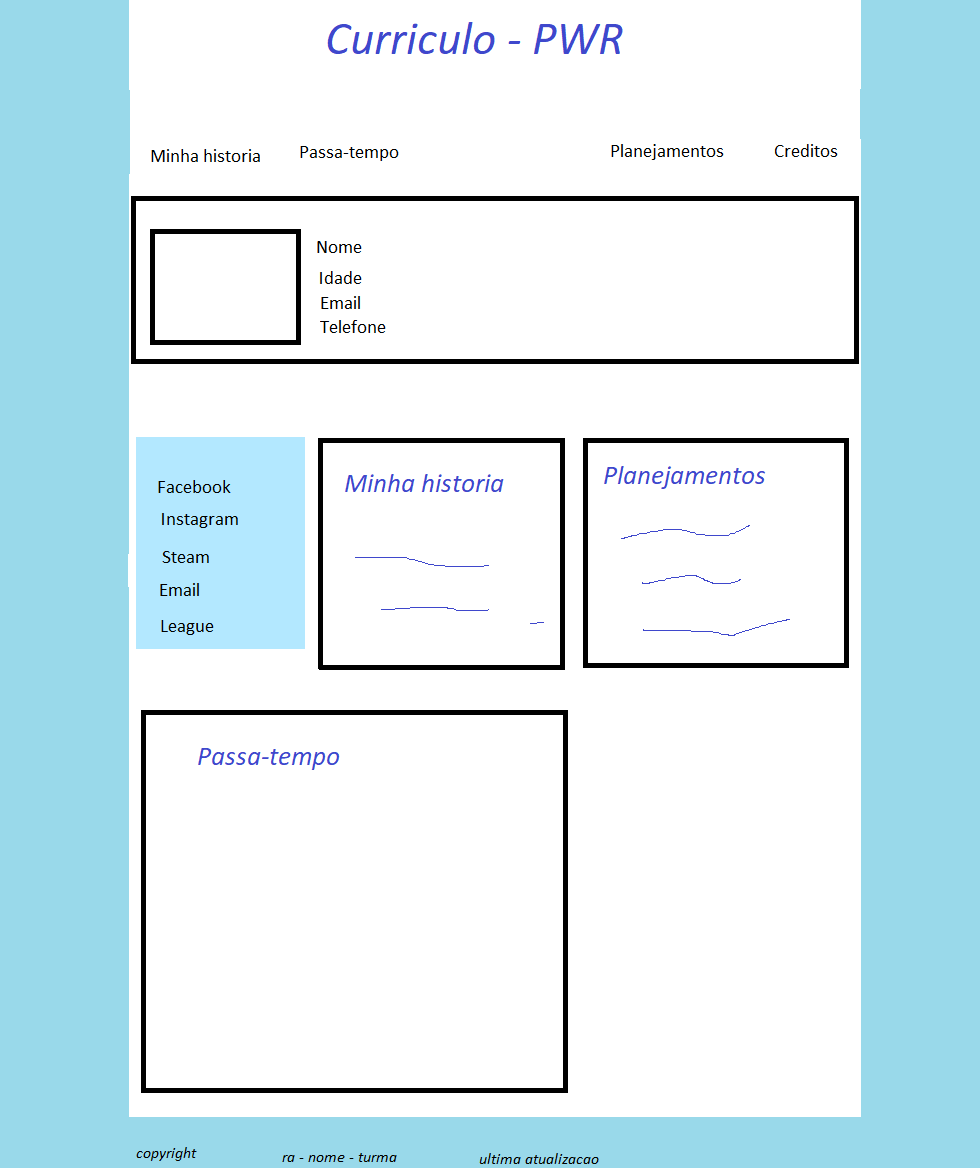 Curriculo - PWR
Minha historia
Passa-tempo
Planejamentos
Creditos
Nome
Idade
Email
Telefone
Facebook
Instagram
Steam
Email
League
Minha historia
Planejamentos
Passa-tempo
copyright
ra - nome - turma
ultima atualizacao